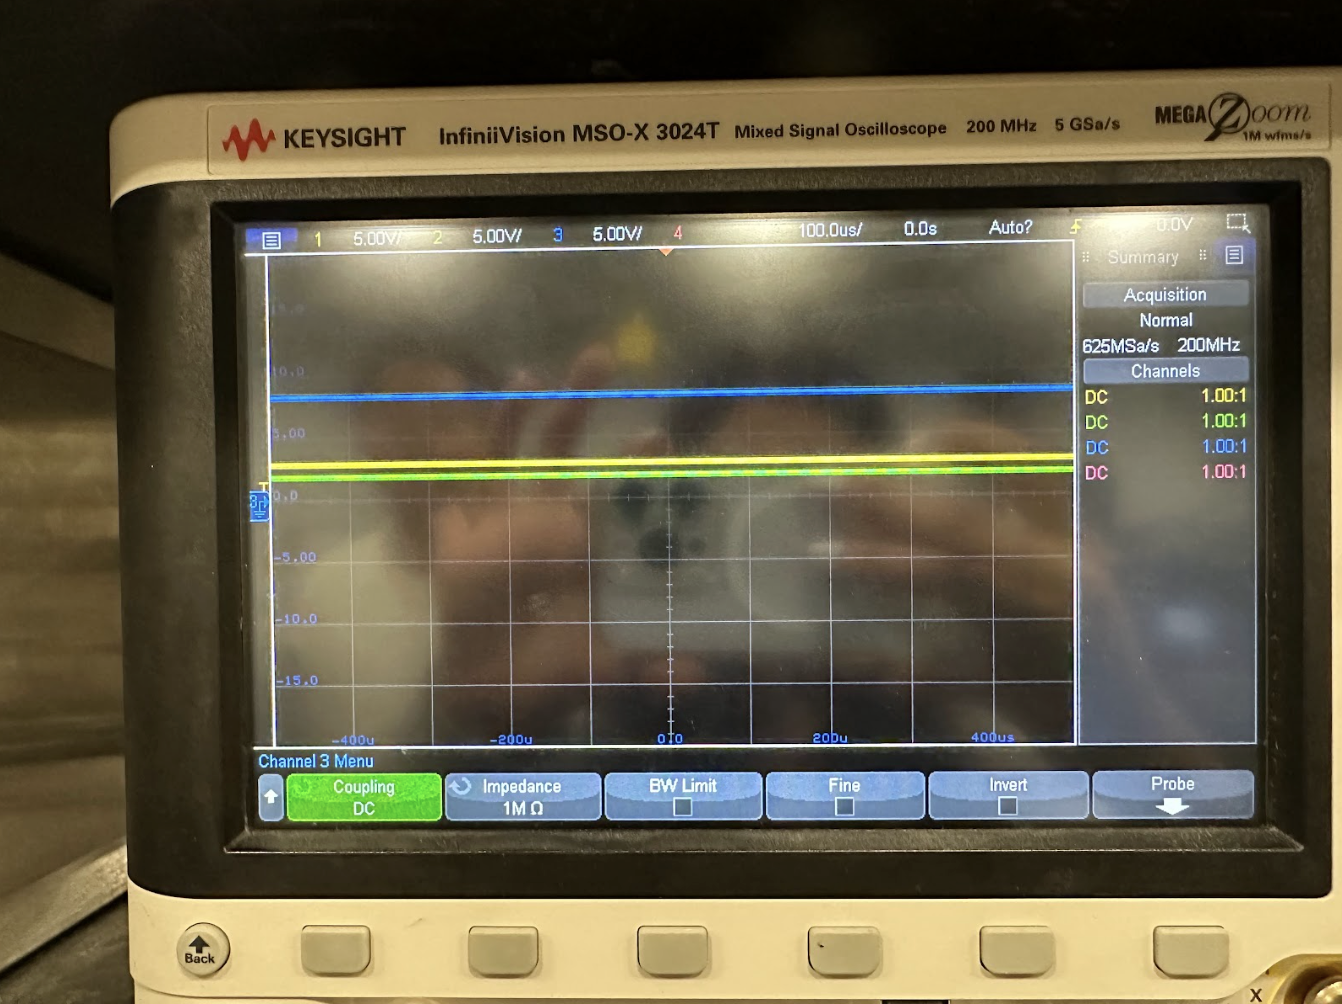 KEYSIGHT InfiniiVision MSO-X 3024T Mixed Signal Oscilloscope 200 MHz 5 GSa/s MEGA Zoom
1M wfms/s
1 5.00V/ 2 5.00V/ 3 5.00V/ 4 100.0us/ 0.0s Auto? 0.0V
Summary
Acquisition
Normal
625MSa/s 200MHz
Channels
DC 1.00:1
DC 1.00:1
DC 1.00:1
DC 1.00:1
15.0
10.0
5.00
T
0.0
-5.00
-10.0
-15.0
-400u -200u 0.0 200u 400us
Channel 3 Menu
Coupling
DC
Impedance
1M Ω
BW Limit
Fine
Invert
Probe
Back
X